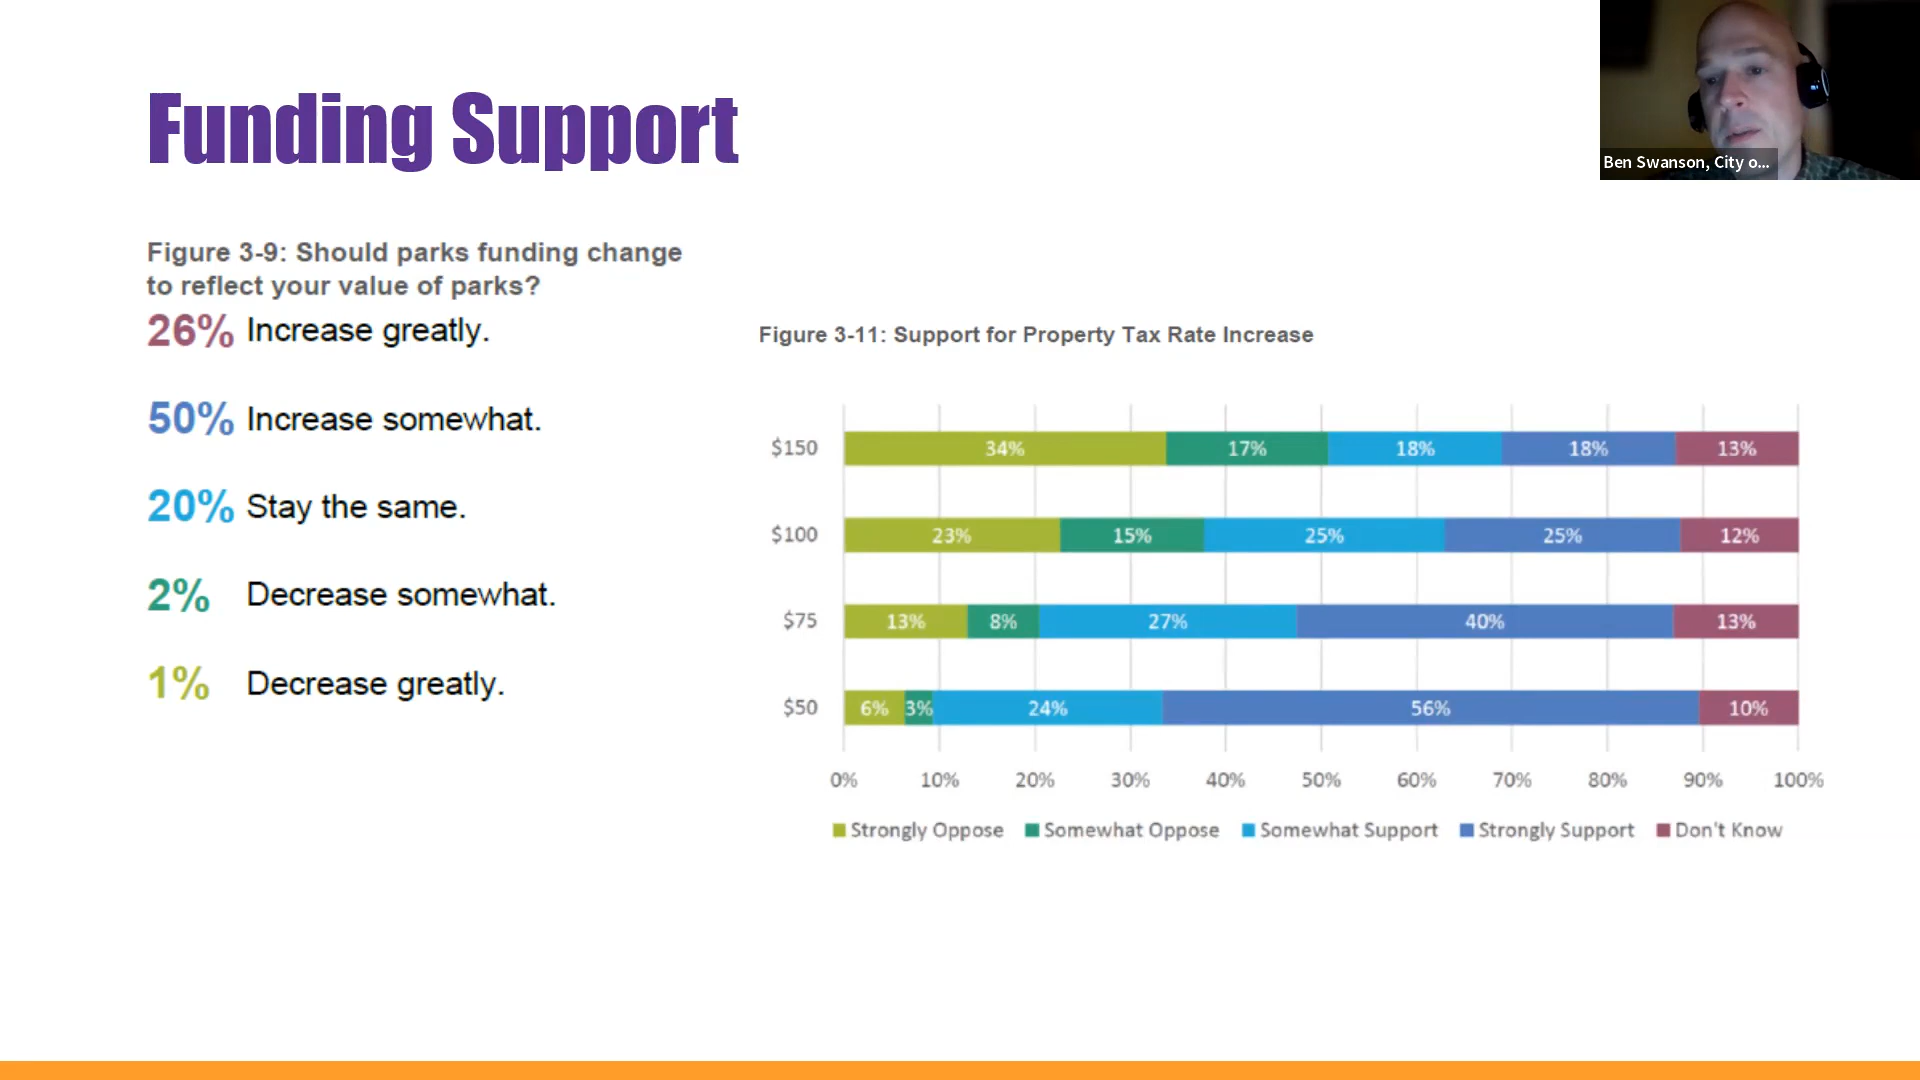 Funding Support
Ben Swanson, City o...
Figure 3-9: Should parks funding change
to reflect your value of parks?
26% Increase greatly.
50% Increase somewhat.
20% Stay the same.
2% Decrease somewhat.
1% Decrease greatly.
Figure 3-11: Support for Property Tax Rate Increase
$150 34% 17% 18% 18% 13%
$100 23% 15% 25% 25% 12%
$75 13% 8% 27% 40% 13%
$50 6% 3% 24% 56% 10%
0% 10% 20% 30% 40% 50% 60% 70% 80% 90% 100%
Strongly Oppose Somewhat Oppose Somewhat Support Strongly Support Don't Know